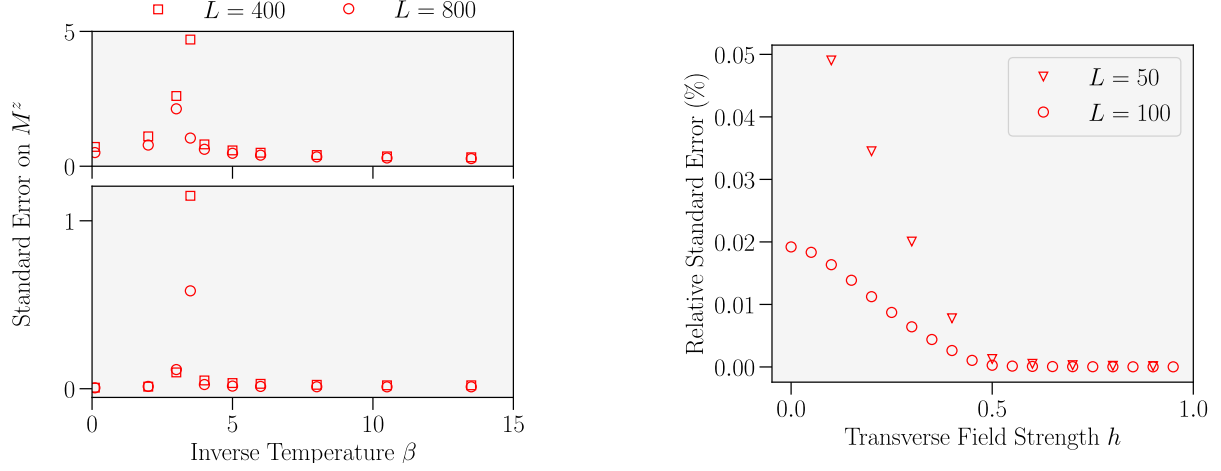 L = 400
L = 800
Standard Error on M^z
5
0
1
0
0
5
10
15
Inverse Temperature β
Relative Standard Error (%)
L = 50
L = 100
0.05
0.04
0.03
0.02
0.01
0.00
0.0
0.5
1.0
Transverse Field Strength h